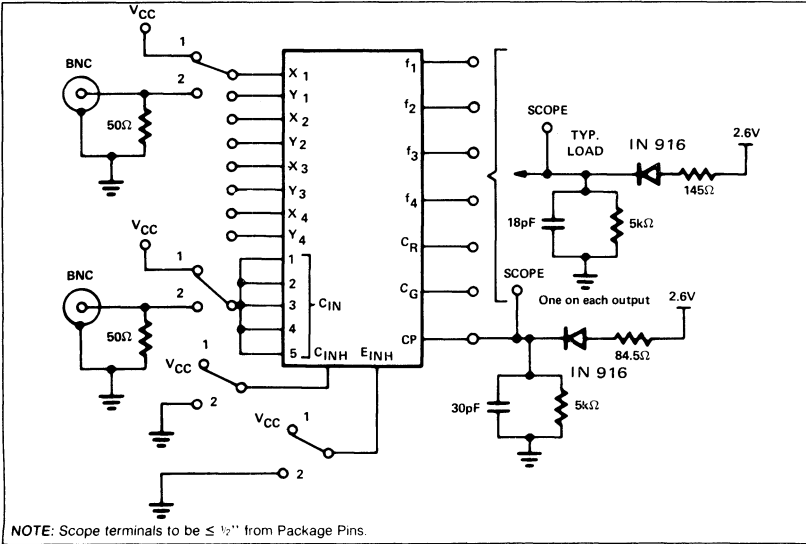 VCC
1
BNC
2
50Ω
X1
Y1
X2
Y2
X3
Y3
X4
Y4
f1
f2
f3
f4
CR
CG
CP
SCOPE
TYP.
LOAD
IN 916
2.6V
145Ω
18pF
5kΩ
One on each output
VCC
1
BNC
2
50Ω
1
2
3
4
5
CIN
CINH
EINH
SCOPE
2.6V
84.5Ω
IN 916
30pF
5kΩ
1
VCC
2
VCC
1
2
NOTE: Scope terminals to be ≤ ½'' from Package Pins.